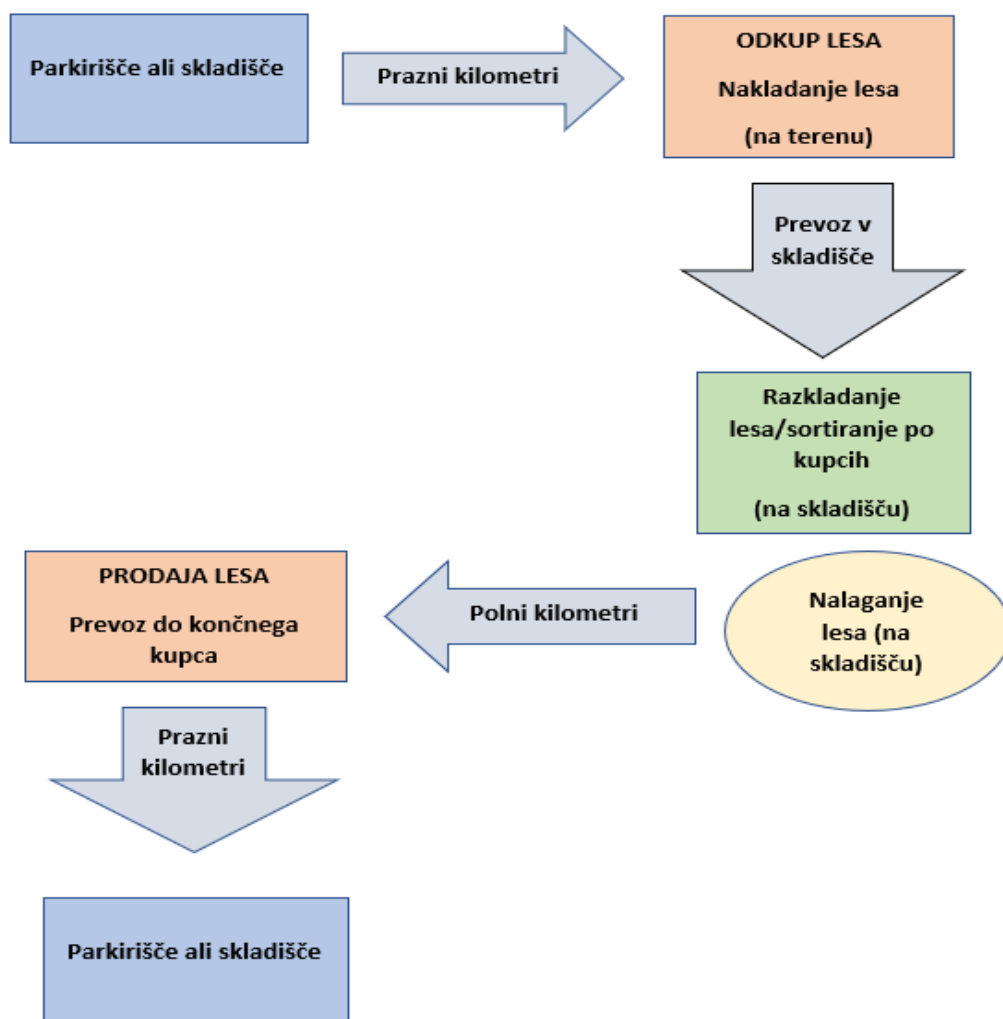 Parkirišče ali skladišče
Prazni kilometri
ODKUP LESA
Nakladanje lesa
(na terenu)
Prevoz v
skladišče
Razkladanje
lesa/sortiranje po
kupcih
(na skladišču)
Nalaganje
lesa (na
skladišču)
Polni kilometri
PRODAJA LESA
Prevoz do končnega
kupca
Prazni
kilometri
Parkirišče ali skladišče